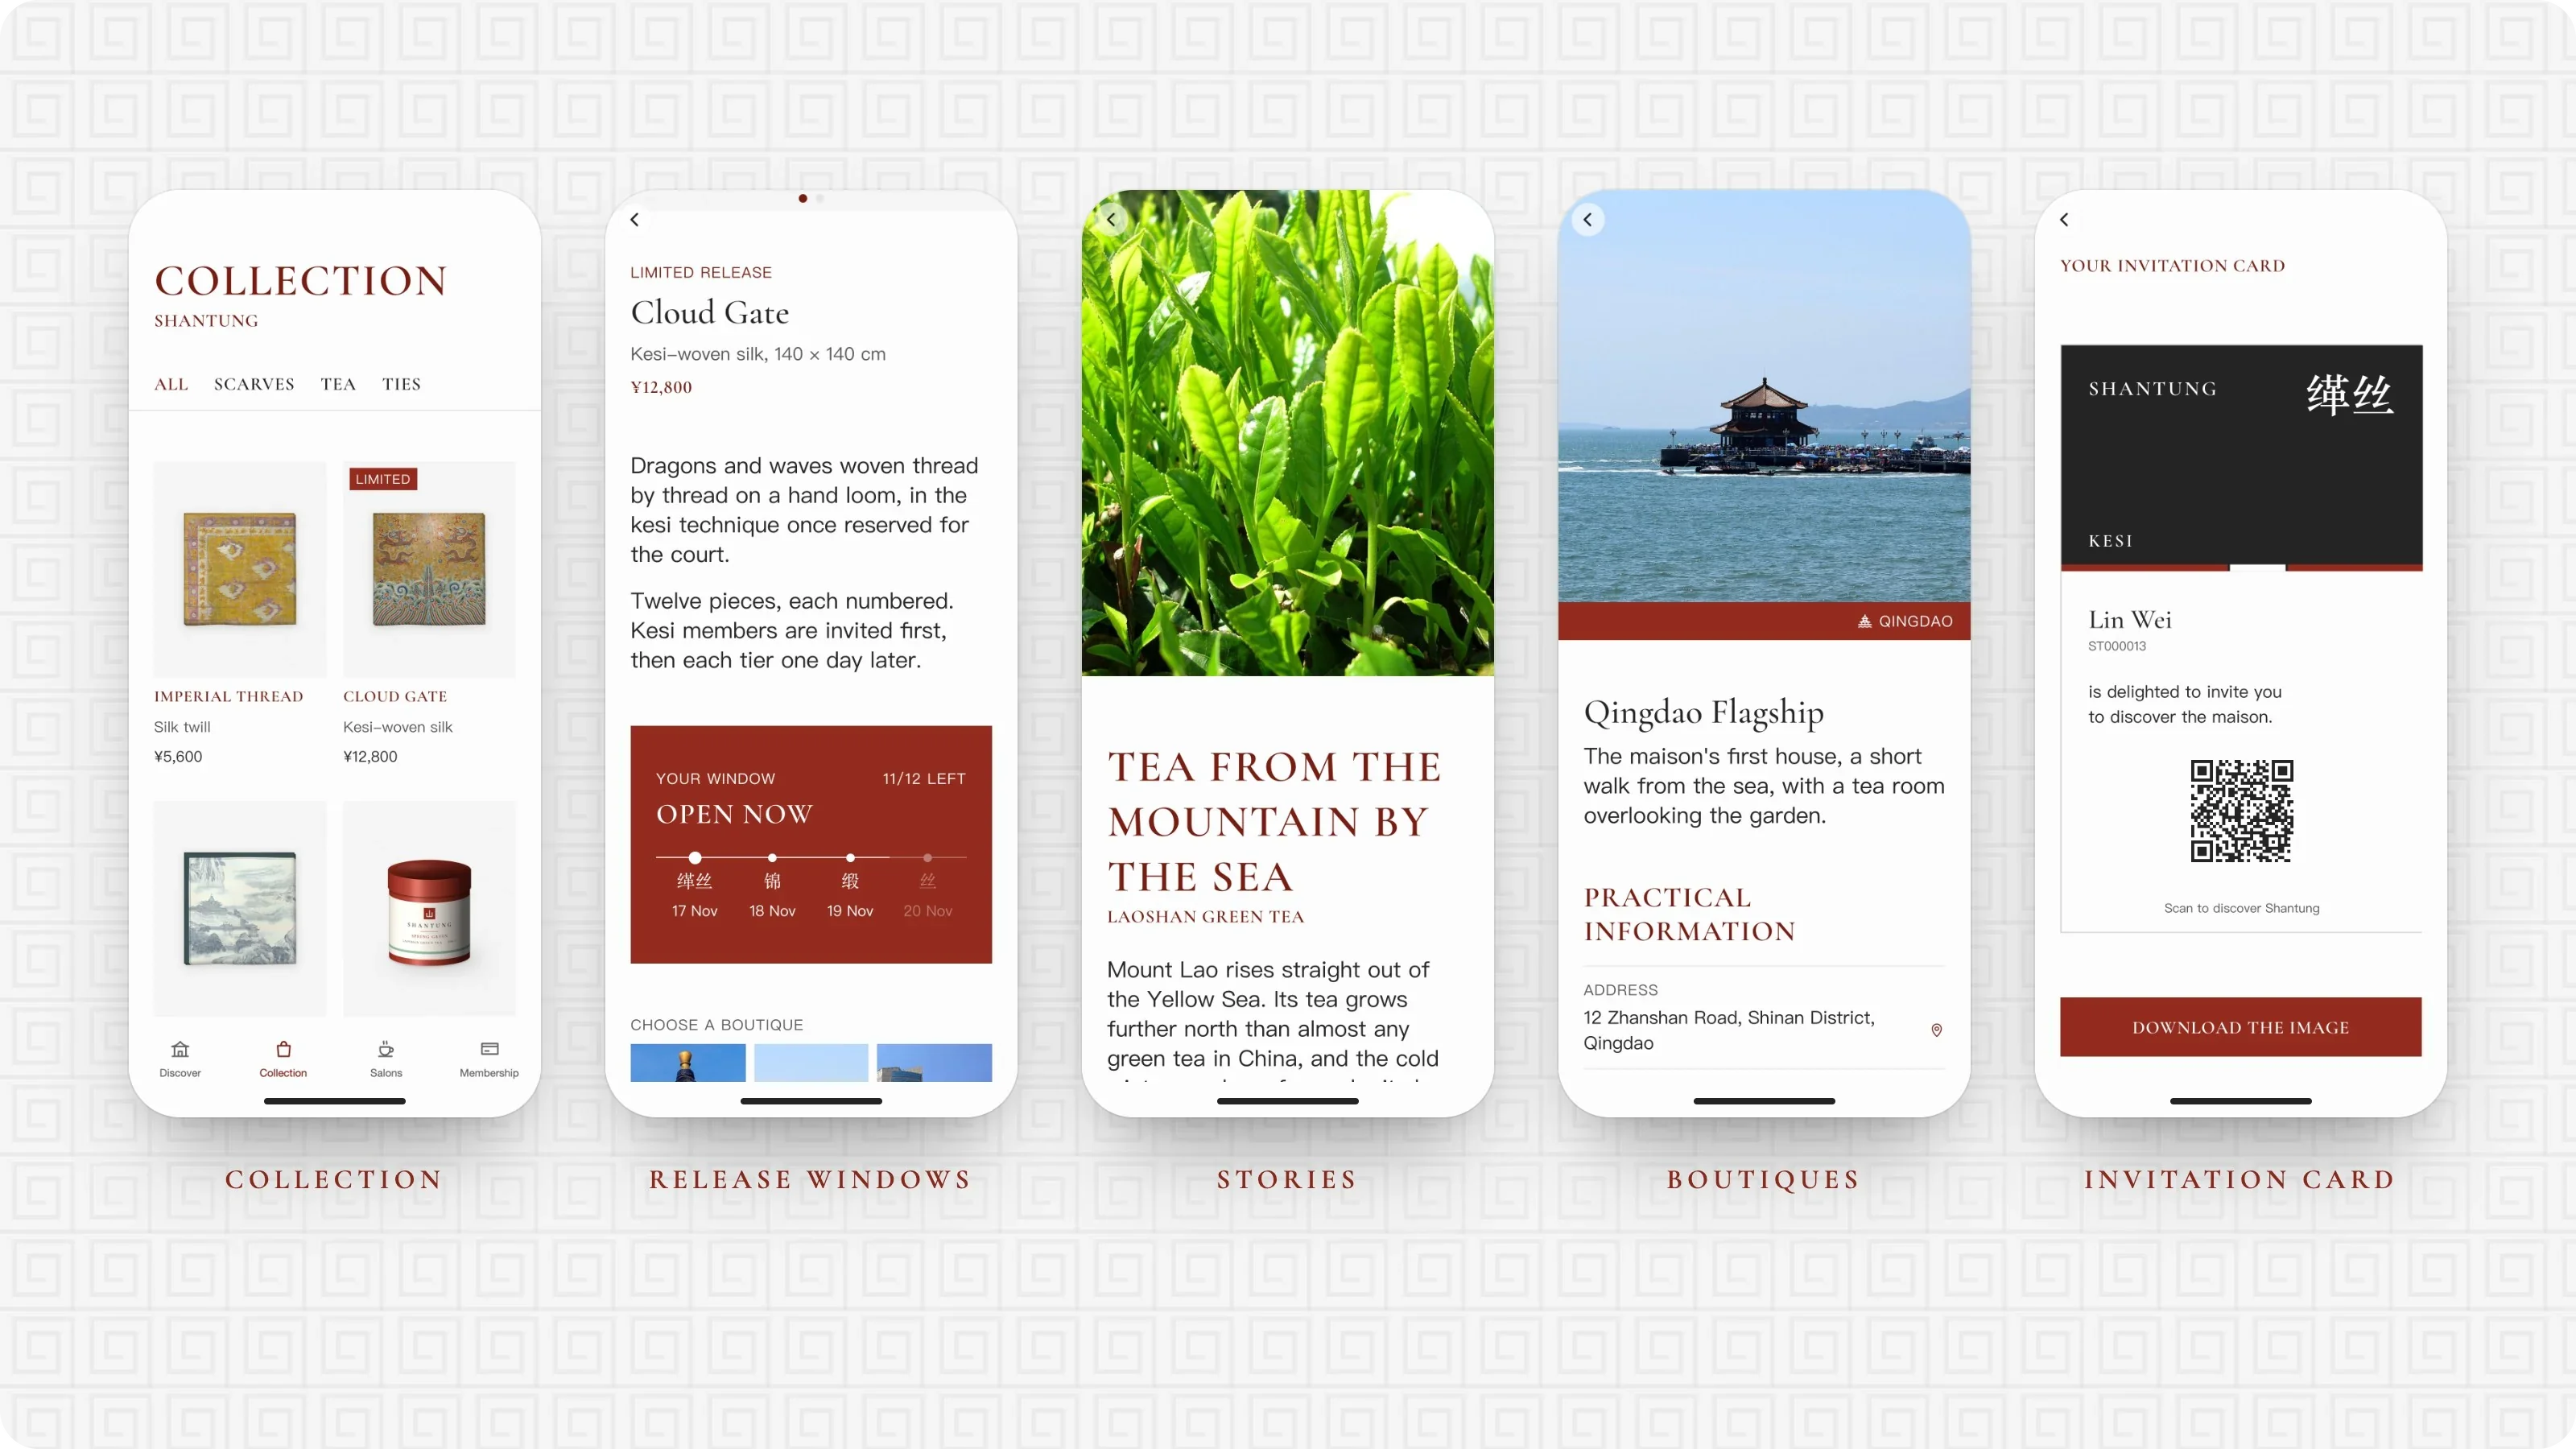 COLLECTION
SHANTUNG
ALL SCARVES TEA TIES
LIMITED
IMPERIAL THREAD
Silk twill
¥5,600
CLOUD GATE
Kesi-woven silk
¥12,800
SHANTUNG
Discover
Collection
Salons
Membership
COLLECTION
LIMITED RELEASE
Cloud Gate
Kesi-woven silk, 140 × 140 cm
¥12,800
Dragons and waves woven thread
by thread on a hand loom, in the
kesi technique once reserved for
the court.
Twelve pieces, each numbered.
Kesi members are invited first,
then each tier one day later.
YOUR WINDOW 11/12 LEFT
OPEN NOW
缂丝 锦 缎 丝
17 Nov 18 Nov 19 Nov 20 Nov
CHOOSE A BOUTIQUE
RELEASE WINDOWS
TEA FROM THE
MOUNTAIN BY
THE SEA
LAOSHAN GREEN TEA
Mount Lao rises straight out of
the Yellow Sea. Its tea grows
further north than almost any
green tea in China, and the cold
STORIES
QINGDAO
Qingdao Flagship
The maison's first house, a short
walk from the sea, with a tea room
overlooking the garden.
PRACTICAL
INFORMATION
ADDRESS
12 Zhanshan Road, Shinan District,
Qingdao
BOUTIQUES
YOUR INVITATION CARD
SHANTUNG 缂丝
KESI
Lin Wei
ST000013
is delighted to invite you
to discover the maison.
Scan to discover Shantung
DOWNLOAD THE IMAGE
INVITATION CARD